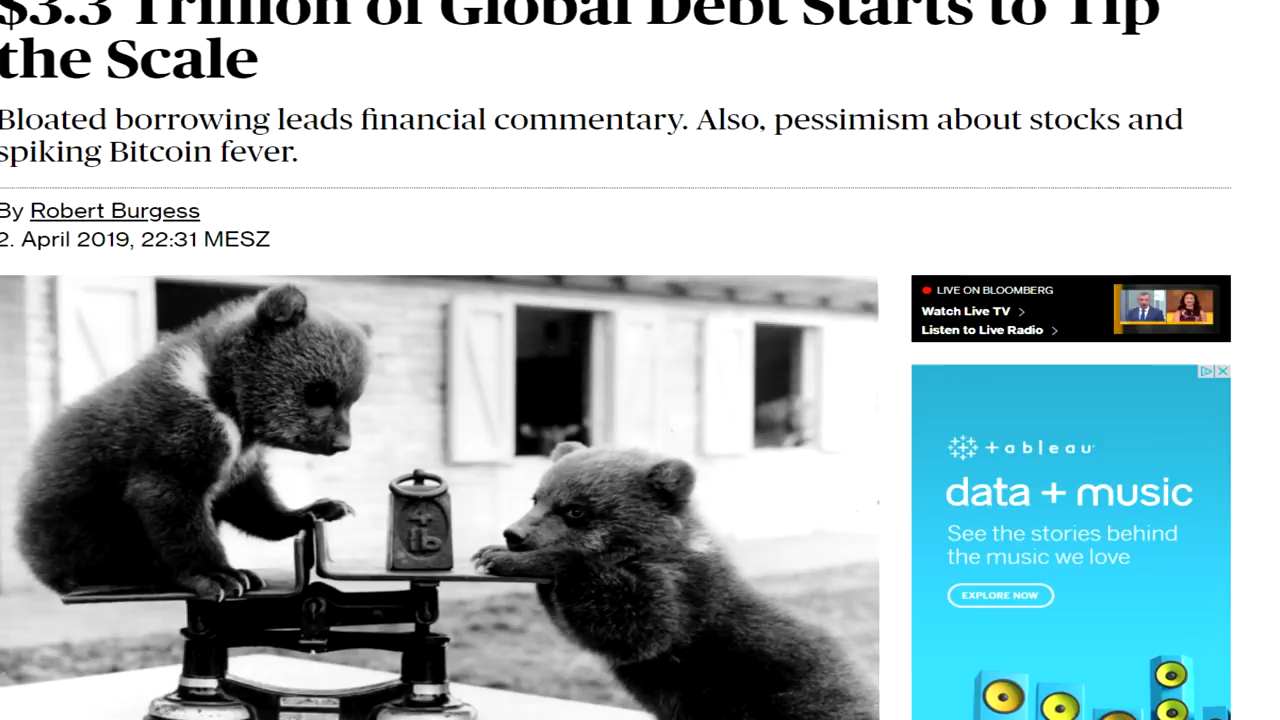 $3.3 Trillion of Global Debt Starts to Tip
the Scale
Bloated borrowing leads financial commentary. Also, pessimism about stocks and
spiking Bitcoin fever.
By Robert Burgess
2. April 2019, 22:31 MESZ
LIVE ON BLOOMBERG
Watch Live TV >
Listen to Live Radio >
+ableau
data + music
See the stories behind
the music we love
EXPLORE NOW
lb